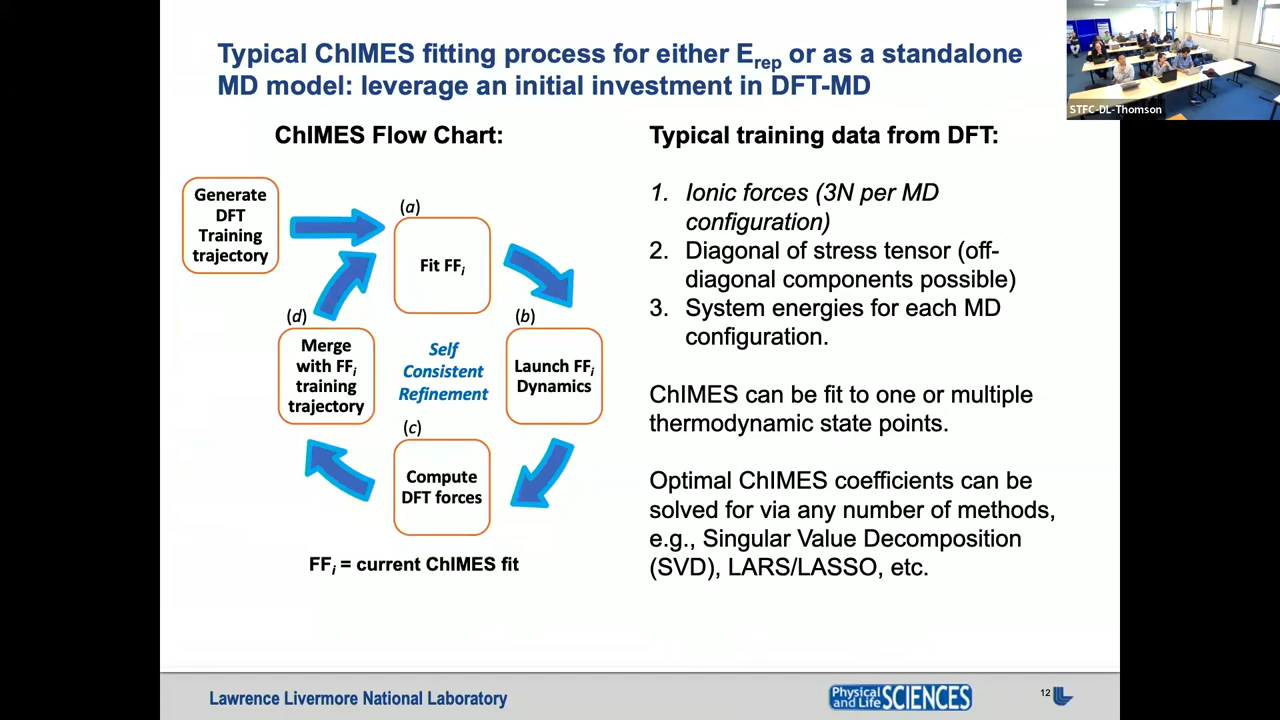 Typical ChIMES fitting process for either Erep or as a standalone
MD model: leverage an initial investment in DFT-MD
STFC-DL-Thomson
ChIMES Flow Chart:
Generate
DFT
Training
trajectory
(a)
Fit FFi
(b)
Launch FFi
Dynamics
(c)
Compute
DFT forces
(d)
Merge
with FFi
training
trajectory
Self
Consistent
Refinement
FFi = current ChIMES fit
Typical training data from DFT:
1. Ionic forces (3N per MD
configuration)
2. Diagonal of stress tensor (off-
diagonal components possible)
3. System energies for each MD
configuration.
ChIMES can be fit to one or multiple
thermodynamic state points.
Optimal ChIMES coefficients can be
solved for via any number of methods,
e.g., Singular Value Decomposition
(SVD), LARS/LASSO, etc.
Lawrence Livermore National Laboratory
Physical
and Life SCIENCES
12